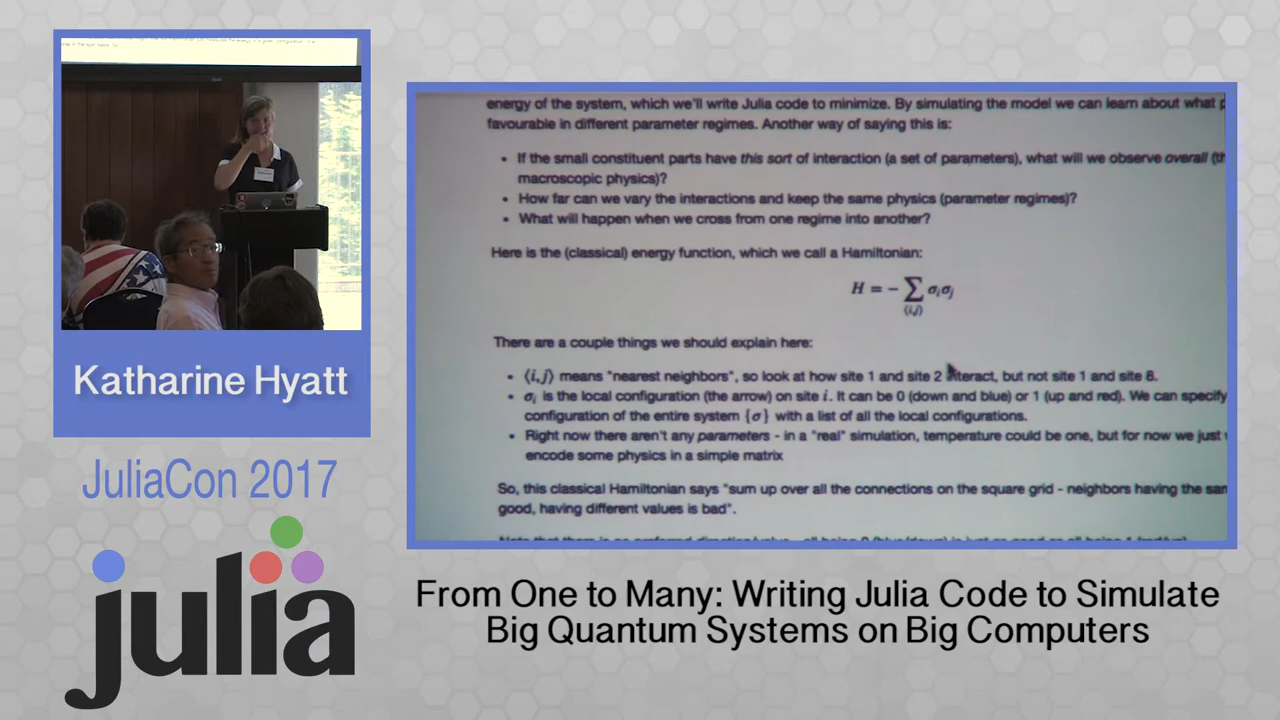 energy of the system, which we'll write Julia code to minimize. By simulating the model we can learn about what
favourable in different parameter regimes. Another way of saying this is:
• If the small constituent parts have this sort of interaction (a set of parameters), what will we observe overall (th
macroscopic physics)?
• How far can we vary the interactions and keep the same physics (parameter regimes)?
• What will happen when we cross from one regime into another?
Here is the (classical) energy function, which we call a Hamiltonian:
H = − ∑ σᵢσⱼ
⟨i,j⟩
There are a couple things we should explain here:
• ⟨i, j⟩ means "nearest neighbors", so look at how site 1 and site 2 interact, but not site 1 and site 8.
• σᵢ is the local configuration (the arrow) on site i. It can be 0 (down and blue) or 1 (up and red). We can specify
configuration of the entire system {σ} with a list of all the local configurations.
• Right now there aren't any parameters - in a "real" simulation, temperature could be one, but for now we just
encode some physics in a simple matrix
So, this classical Hamiltonian says "sum up over all the connections on the square grid - neighbors having the sam
good, having different values is bad".
Katharine Hyatt
JuliaCon 2017
julia
From One to Many: Writing Julia Code to Simulate
Big Quantum Systems on Big Computers